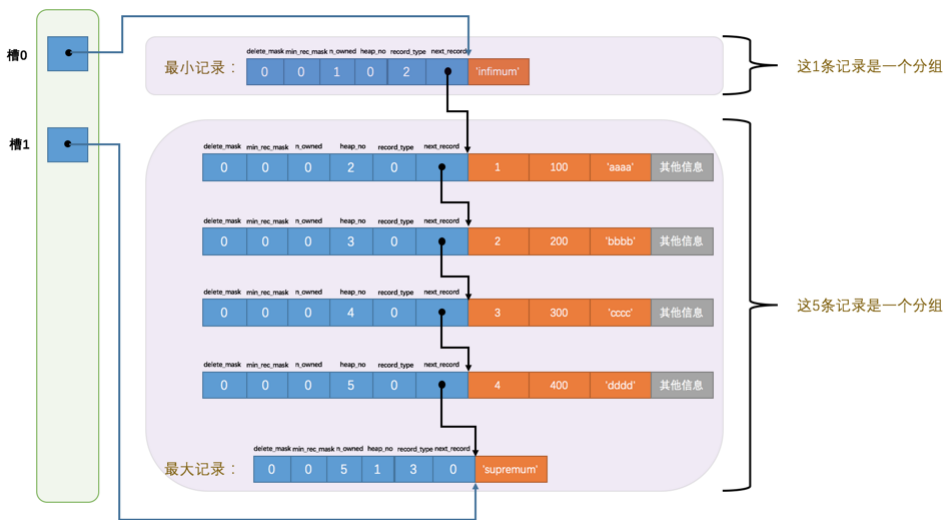 槽0
delete_mask min_rec_mask n_owned heap_no record_type next_record
最小记录： 0 0 1 0 2 'infimum'
这1条记录是一个分组
槽1
delete_mask min_rec_mask n_owned heap_no record_type next_record
0 0 0 2 0 1 100 'aaaa' 其他信息
delete_mask min_rec_mask n_owned heap_no record_type next_record
0 0 0 3 0 2 200 'bbbb' 其他信息
delete_mask min_rec_mask n_owned heap_no record_type next_record
0 0 0 4 0 3 300 'cccc' 其他信息
这5条记录是一个分组
delete_mask min_rec_mask n_owned heap_no record_type next_record
0 0 0 5 0 4 400 'dddd' 其他信息
delete_mask min_rec_mask n_owned heap_no record_type next_record
最大记录： 0 0 5 1 3 0 'supremum'